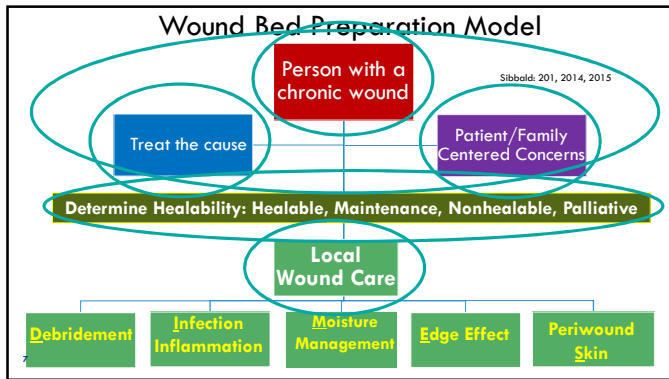 Wound Bed Preparation Model
Person with a
chronic wound
Sibbald: 201, 2014, 2015
Treat the cause
Patient/Family
Centered Concerns
Determine Healability: Healable, Maintenance, Nonhealable, Palliative
Local
Wound Care
Debridement
Infection
Inflammation
Moisture
Management
Edge Effect
Periwound
Skin
7